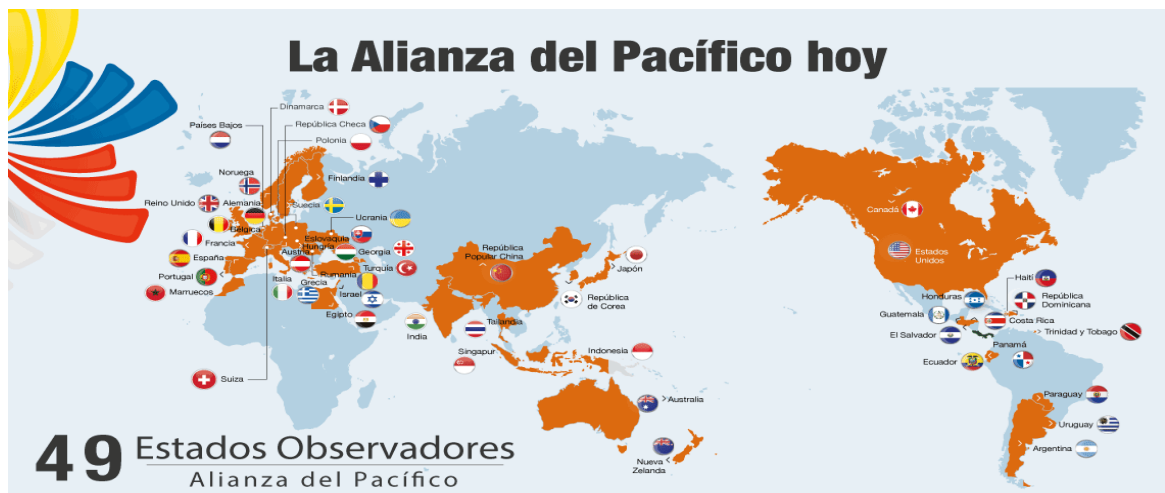 La Alianza del Pacífico hoy
Dinamarca
Países Bajos
República Checa
Polonia
Noruega
Finlandia
Reino Unido
Alemania
Suecia
Bélgica
Ucrania
Francia
Eslovaquia
Hungría
Georgia
España
Austria
Turquía
Portugal
Italia
Rumania
Grecia
Marruecos
Israel
Egipto
Suiza
República
Popular China
Japón
República
de Corea
India
Tailandia
Singapur
Indonesia
Australia
Nueva
Zelanda
Canadá
Estados
Unidos
Haití
Honduras
República
Dominicana
Guatemala
Costa Rica
El Salvador
Trinidad y Tobago
Panamá
Ecuador
Paraguay
Uruguay
Argentina
49 Estados Observadores
Alianza del Pacífico